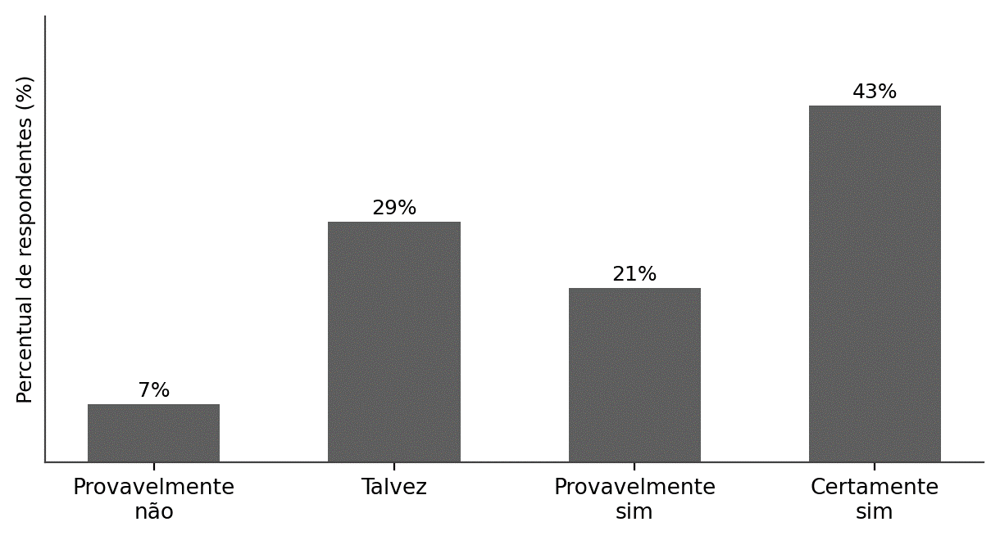 Percentual de respondentes (%)
43%
29%
21%
7%
Provavelmente
não
Talvez
Provavelmente
sim
Certamente
sim